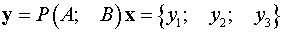 y = P(A; B)x = {y₁; y₂; y₃}